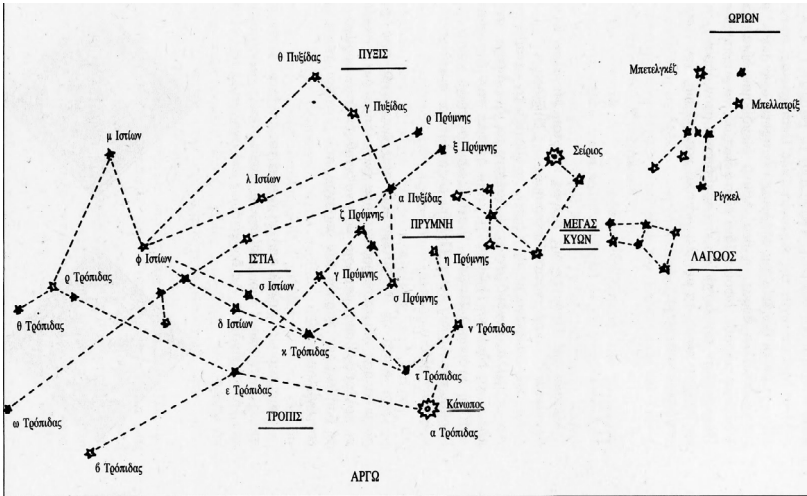 ΩΡΙΩΝ
θ Πυξίδας
ΠΥΞΙΣ
Μπετελγκέζ
γ Πυξίδας
Μπελλατρίξ
ρ Πρύμνης
μ Ιστίων
ξ Πρύμνης
Σείριος
λ Ιστίων
α Πυξίδας
Ρίγκελ
ζ Πρύμνης
ΠΡΥΜΝΗ
ΜΕΓΑΣ
ΚΥΩΝ
φ Ιστίων
ΙΣΤΙΑ
η Πρύμνης
ΛΑΓΩΟΣ
ρ Τρόπιδας
γ Πρύμνης
σ Ιστίων
σ Πρύμνης
θ Τρόπιδας
δ Ιστίων
ν Τρόπιδας
κ Τρόπιδας
τ Τρόπιδας
ε Τρόπιδας
Κάνωπος
ω Τρόπιδας
ΤΡΟΠΙΣ
α Τρόπιδας
β Τρόπιδας
ΑΡΓΩ